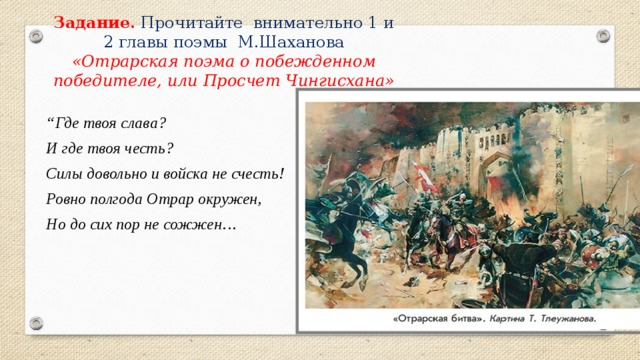 Задание. Прочитайте внимательно 1 и
2 главы поэмы М.Шаханова
«Отрарская поэма о побежденном
победителе, или Просчет Чингисхана»
“Где твоя слава?
И где твоя честь?
Силы довольно и войска не счесть!
Ровно полгода Отрар окружен,
Но до сих пор не сожжен…
«Отрарская битва». Картина Т. Тлеужанова.